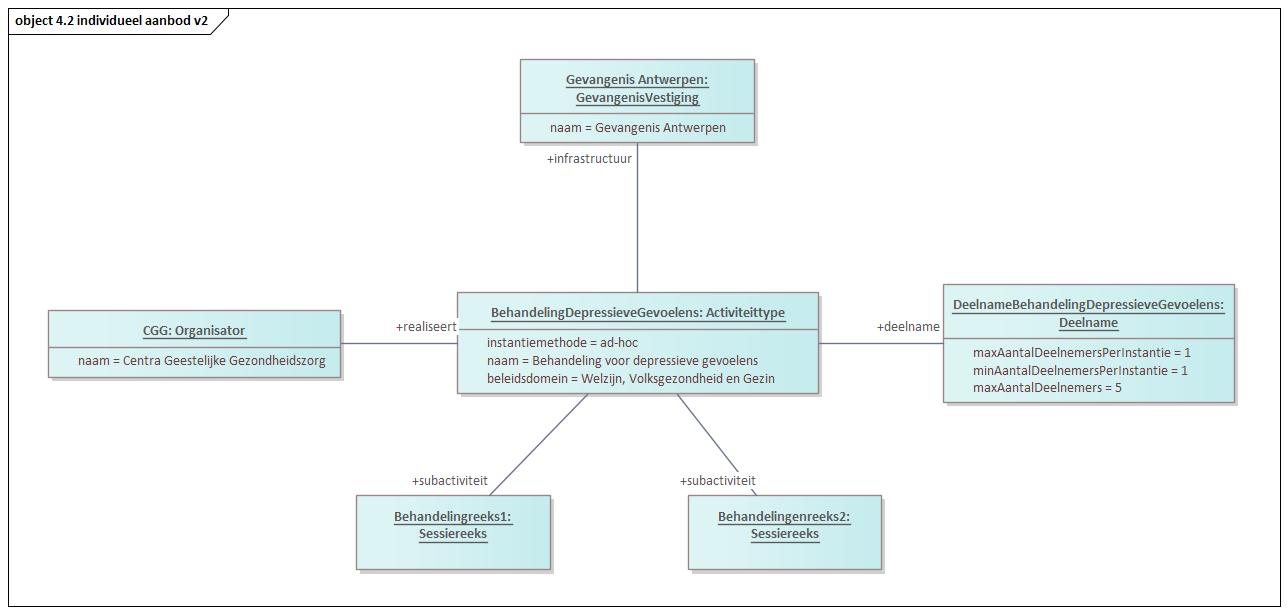 object 4.2 individueel aanbod v2
Gevangenis Antwerpen:
GevangenisVestiging
naam = Gevangenis Antwerpen
+infrastructuur
CGG: Organisator
naam = Centra Geestelijke Gezondheidszorg
+realiseert
BehandelingDepressieveGevoelens: Activiteittype
instantiemethode = ad-hoc
naam = Behandeling voor depressieve gevoelens
beleidsdomein = Welzijn, Volksgezondheid en Gezin
+deelname
DeelnameBehandelingDepressieveGevoelens:
Deelname
maxAantalDeelnemersPerInstantie = 1
minAantalDeelnemersPerInstantie = 1
maxAantalDeelnemers = 5
+subactiviteit
+subactiviteit
Behandelingreeks1:
Sessiereeks
Behandelingenreeks2:
Sessiereeks